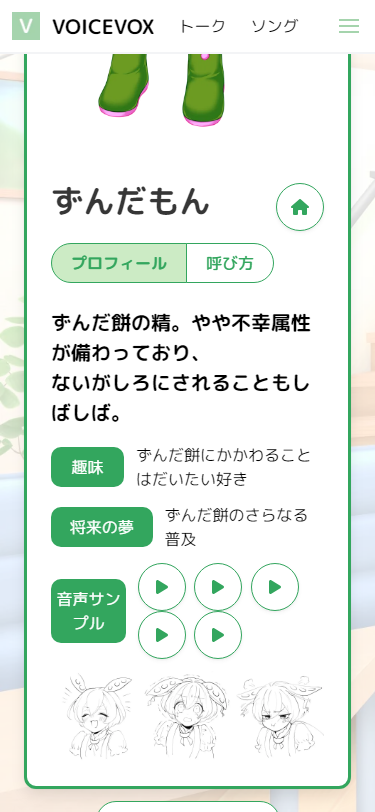 V VOICEVOX トーク ソング
ずんだもん
プロフィール 呼び方
ずんだ餅の精。やや不幸属性
が備わっており、
ないがしろにされることもし
ばしば。
趣味 ずんだ餅にかかわること
はだいたい好き
将来の夢 ずんだ餅のさらなる
普及
音声サン
プル